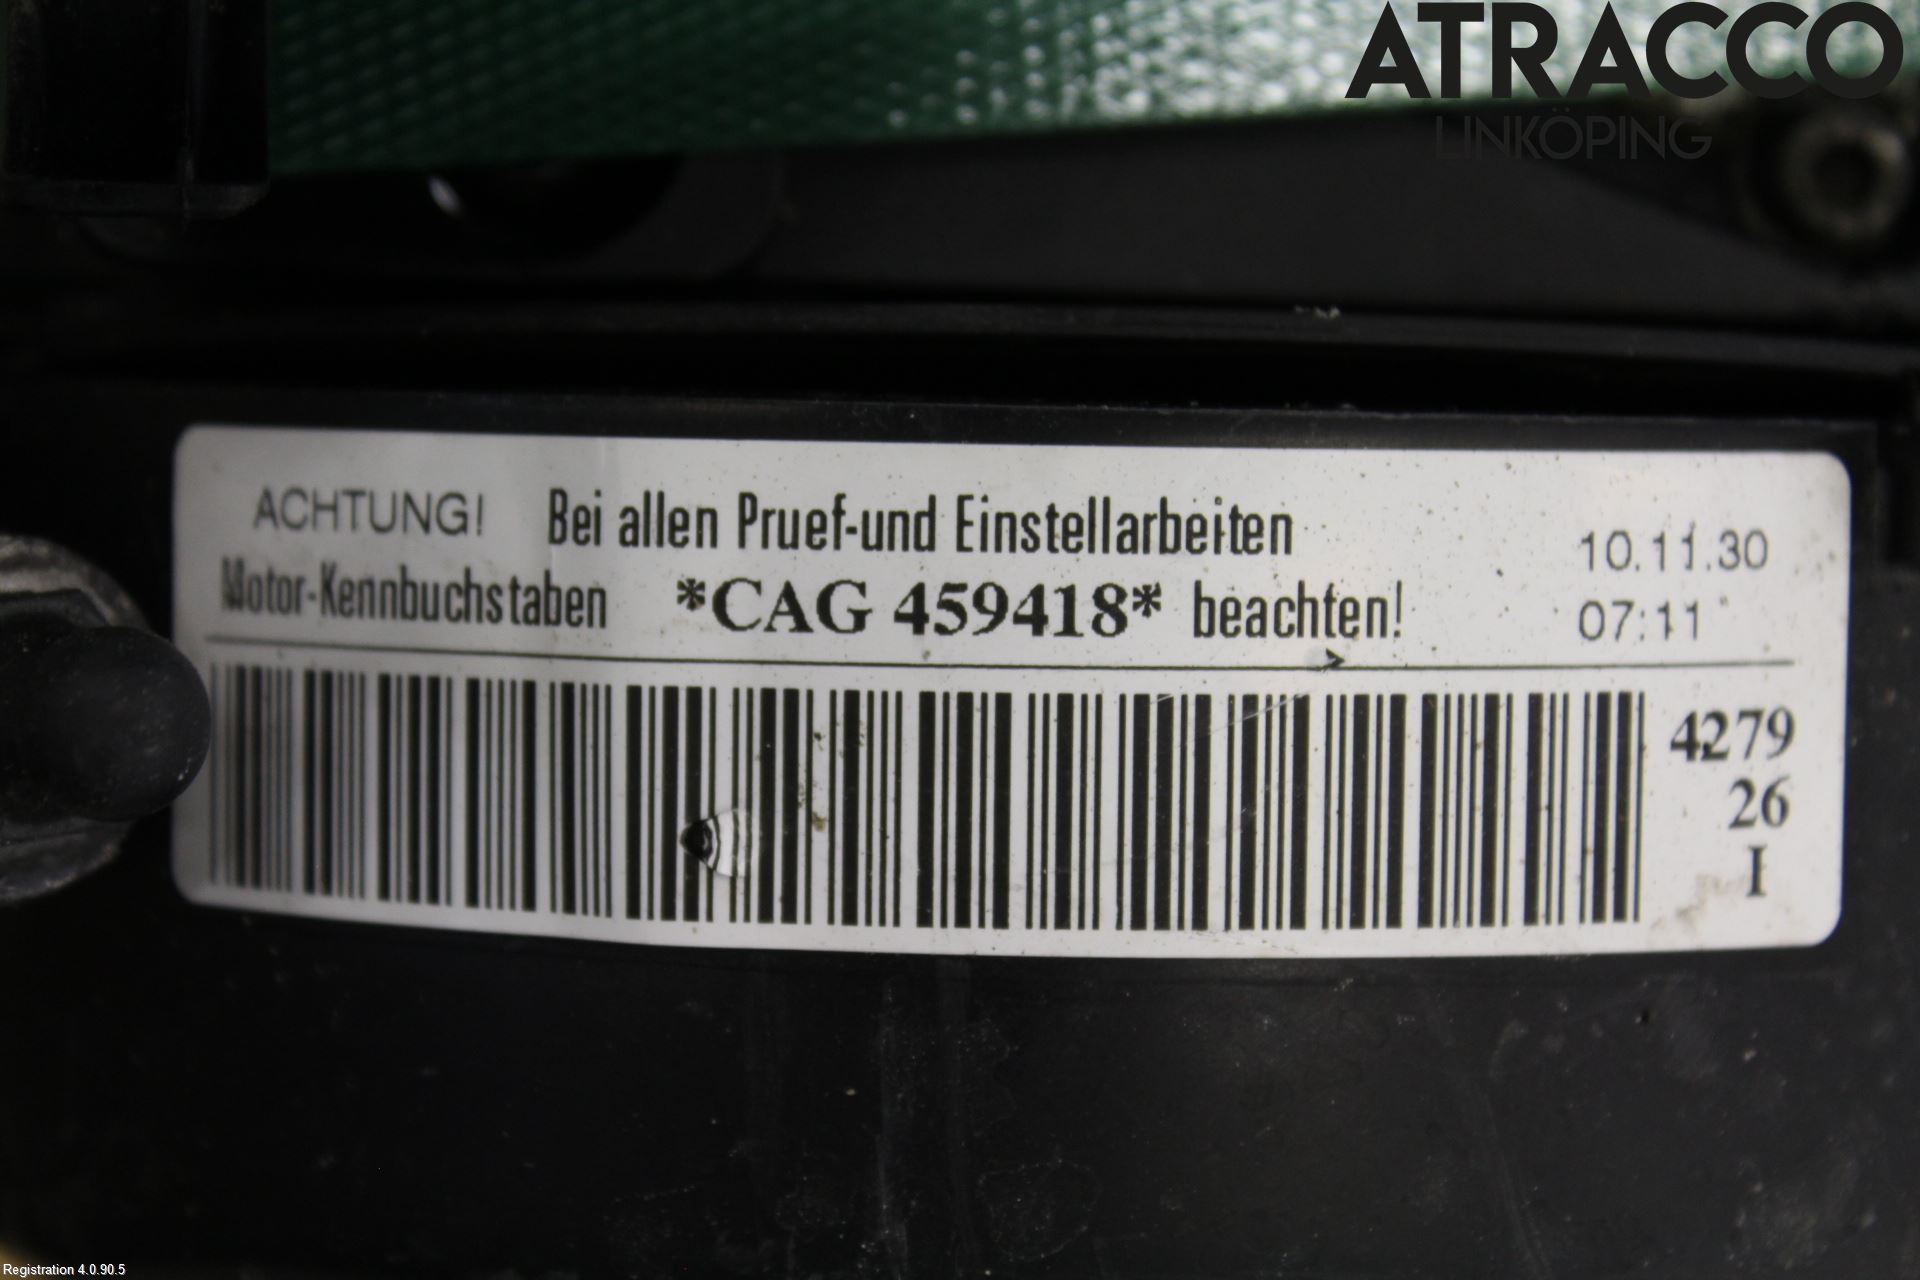 ATRACCO
LINKÖPING
ACHTUNG! Bei allen Pruef-und Einstellarbeiten 10.11.30
Motor-Kennbuchstaben *CAG 459418* beachten! 07:11
4279
26
I
Registration 4.0.90.5